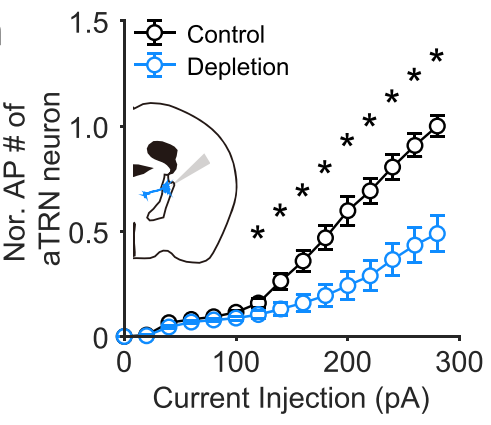 Control
Depletion
Nor. AP # of
aTRN neuron
1.5
1.0
0.5
0
* * * * * * * * *
0 100 200 300
Current Injection (pA)